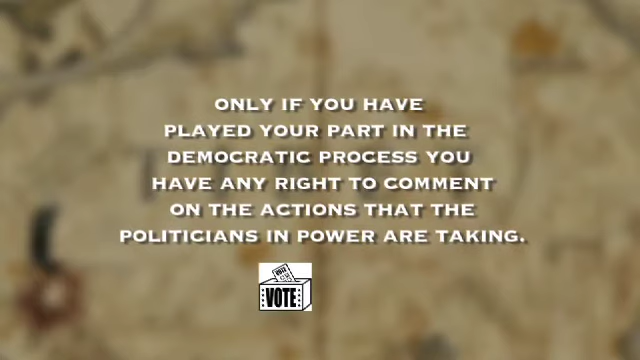 ONLY IF YOU HAVE
PLAYED YOUR PART IN THE
DEMOCRATIC PROCESS YOU
HAVE ANY RIGHT TO COMMENT
ON THE ACTIONS THAT THE
POLITICIANS IN POWER ARE TAKING.
VOTE
VOTE